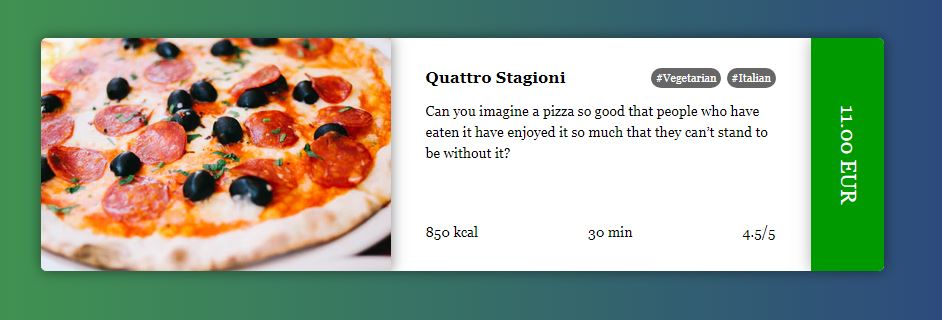 Quattro Stagioni
#Vegetarian #Italian
Can you imagine a pizza so good that people who have
eaten it have enjoyed it so much that they can’t stand to
be without it?
850 kcal
30 min
4.5/5
11.00 EUR